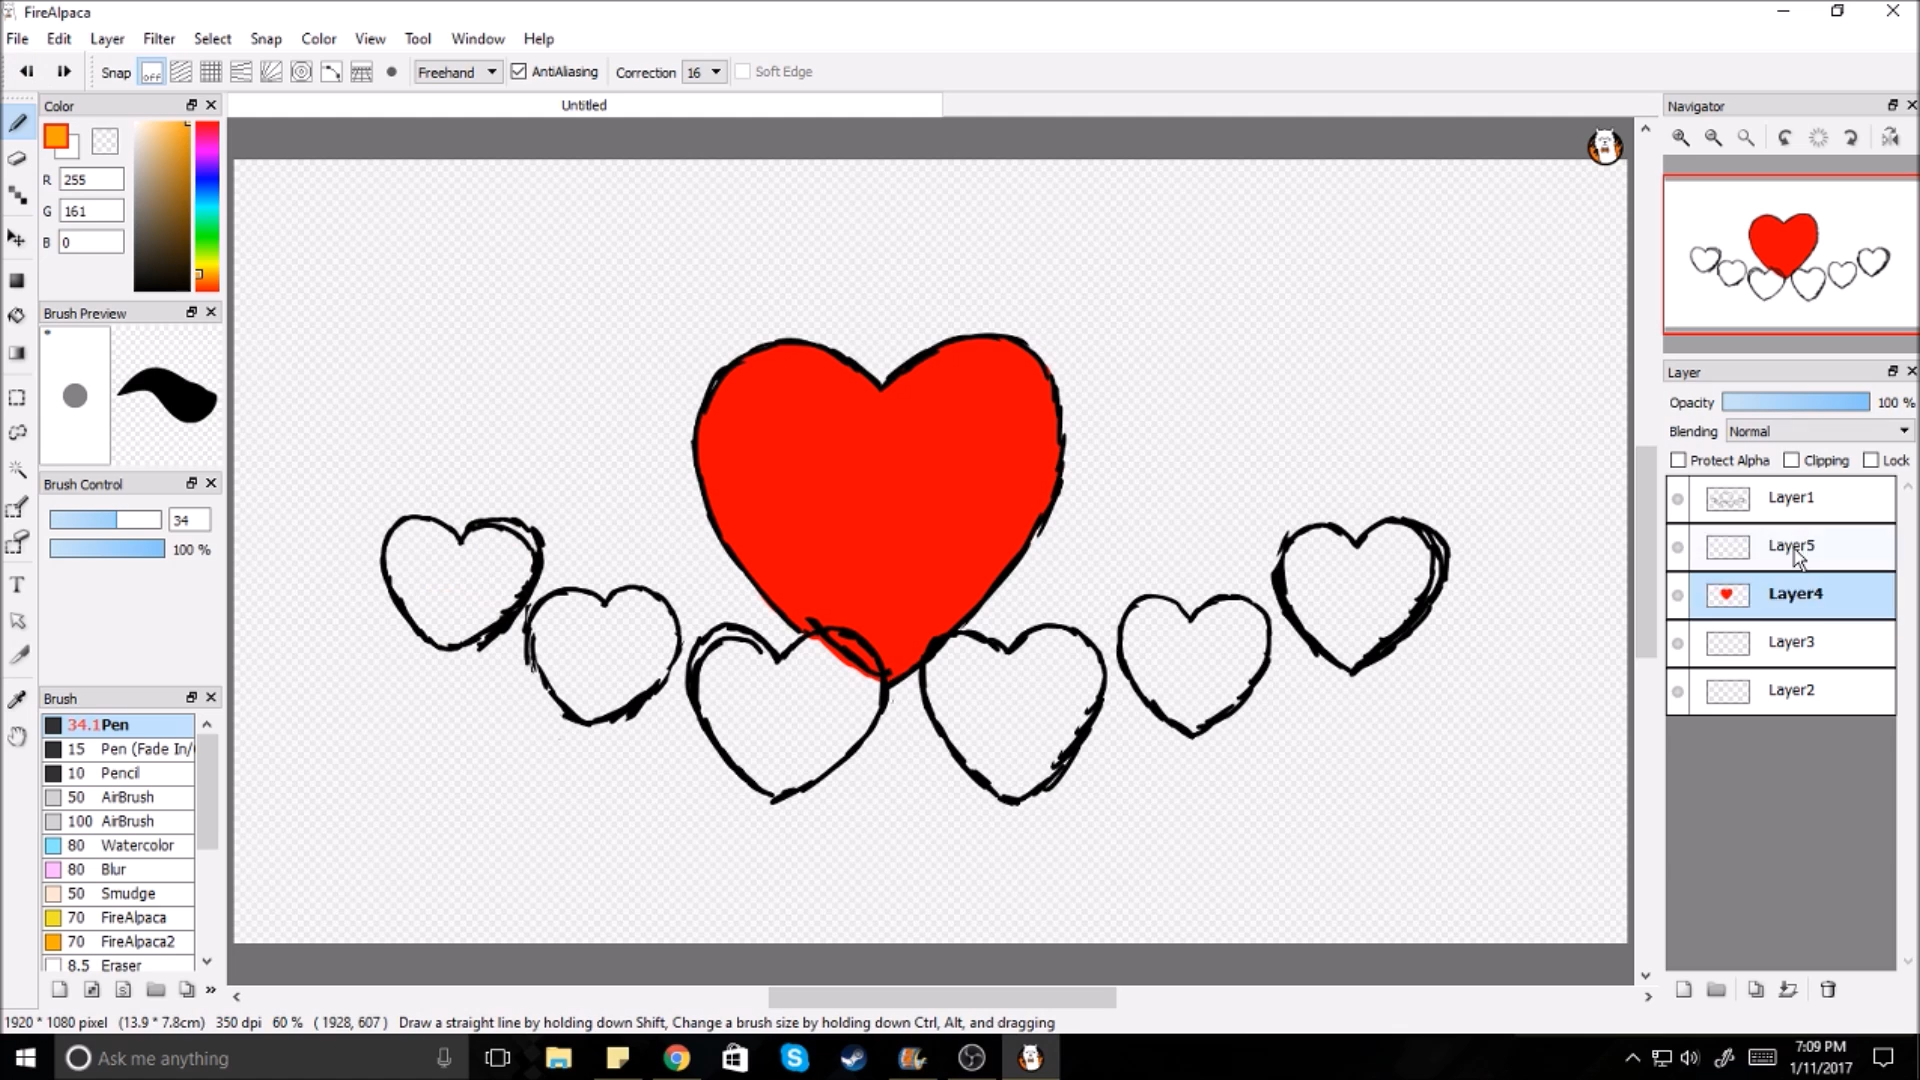 FireAlpaca
File Edit Layer Filter Select Snap Color View Tool Window Help
Snap OFF Freehand AntiAliasing Correction 16 Soft Edge
Color
R 255
G 161
B 0
Brush Preview
Brush Control
34
100 %
Brush
34.1 Pen
15 Pen (Fade In/
10 Pencil
50 AirBrush
100 AirBrush
80 Watercolor
80 Blur
50 Smudge
70 FireAlpaca
70 FireAlpaca2
8.5 Eraser
Untitled
Navigator
Layer
Opacity 100 %
Blending Normal
Protect Alpha Clipping Lock
Layer1
Layer5
Layer4
Layer3
Layer2
1920 * 1080 pixel (13.9 * 7.8cm) 350 dpi 60 % ( 1928, 607 ) Draw a straight line by holding down Shift, Change a brush size by holding down Ctrl, Alt, and dragging
Ask me anything
7:09 PM
1/11/2017